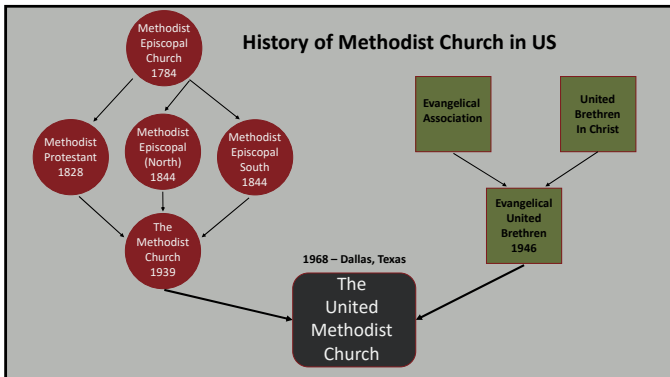 History of Methodist Church in US
Methodist
Episcopal
Church
1784
Methodist
Protestant
1828
Methodist
Episcopal
(North)
1844
Methodist
Episcopal
South
1844
The
Methodist
Church
1939
Evangelical
Association
United
Brethren
In Christ
Evangelical
United
Brethren
1946
1968 – Dallas, Texas
The
United
Methodist
Church